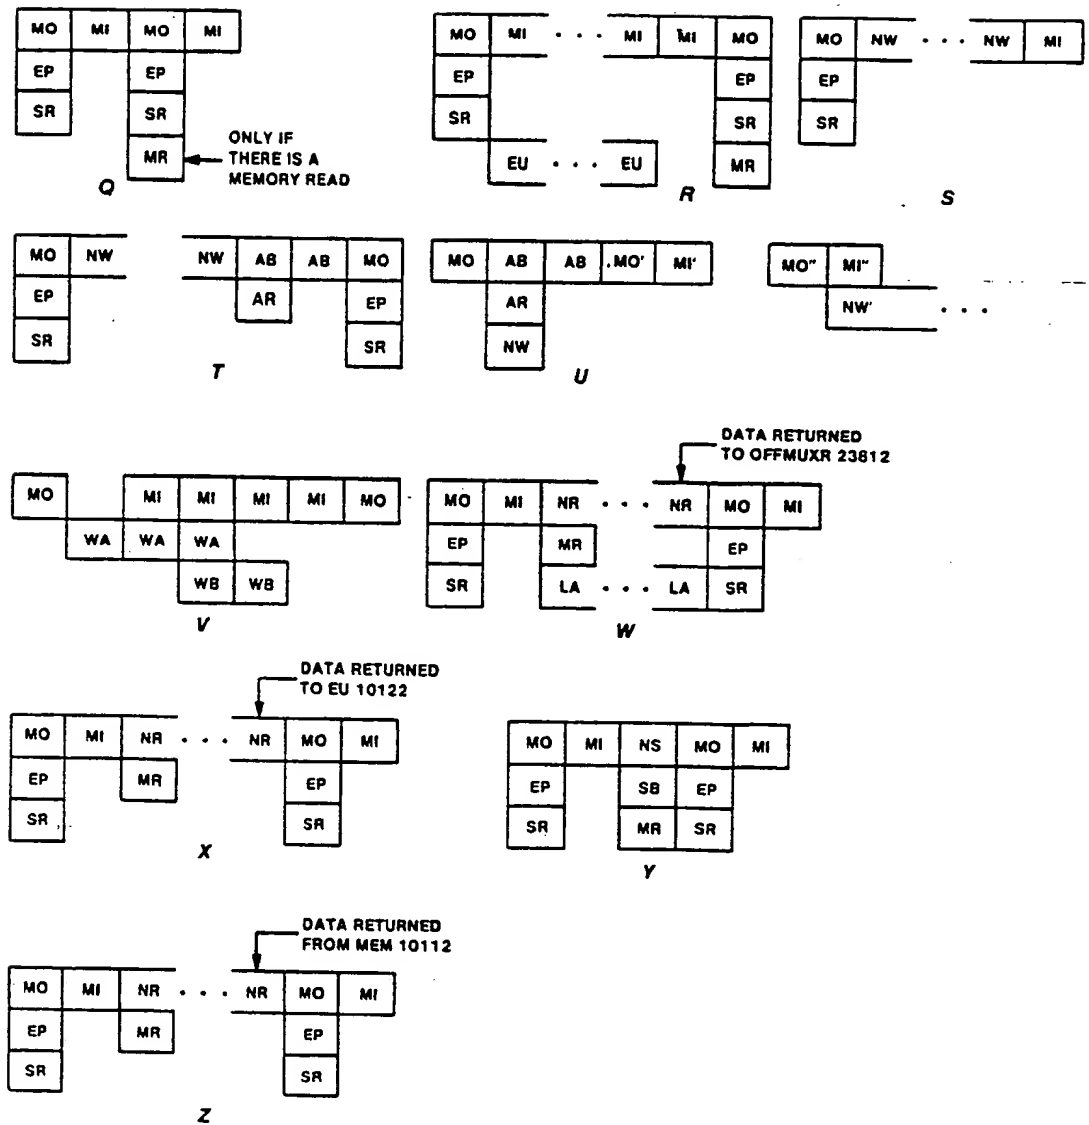 MO MI MO MI
EP EP
SR SR
MR
ONLY IF
THERE IS A
MEMORY READ
Q
MO MI . . . MI MI MO
EP EP
SR SR
EU . . . EU MR
R
MO NW . . . NW MI
EP
SR
S
MO NW NW AB AB MO
EP AR EP
SR SR
T
MO AB AB .MO' MI'
AR
NW
U
MO" MI"
NW' . . .
MO MI MI MI MI MO
WA WA WA
WB WB
V
DATA RETURNED
TO OFFMUXR 23812
MO MI NR . . . NR MO MI
EP MR EP
SR LA . . . LA SR
W
DATA RETURNED
TO EU 10122
MO MI NR . . . NR MO MI
EP MR EP
SR SR
X
MO MI NS MO MI
EP SB EP
SR MR SR
Y
DATA RETURNED
FROM MEM 10112
MO MI NR . . . NR MO MI
EP MR EP
SR SR
Z